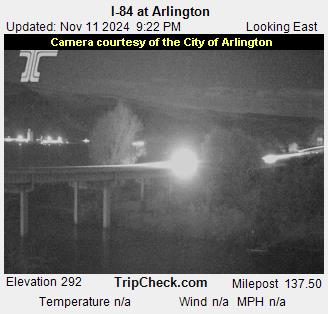 I-84 at Arlington
Updated: Nov 11 2024 9:22 PM Looking East
Camera courtesy of the City of Arlington
Elevation 292 TripCheck.com Milepost 137.50
Temperature n/a Wind n/a MPH n/a